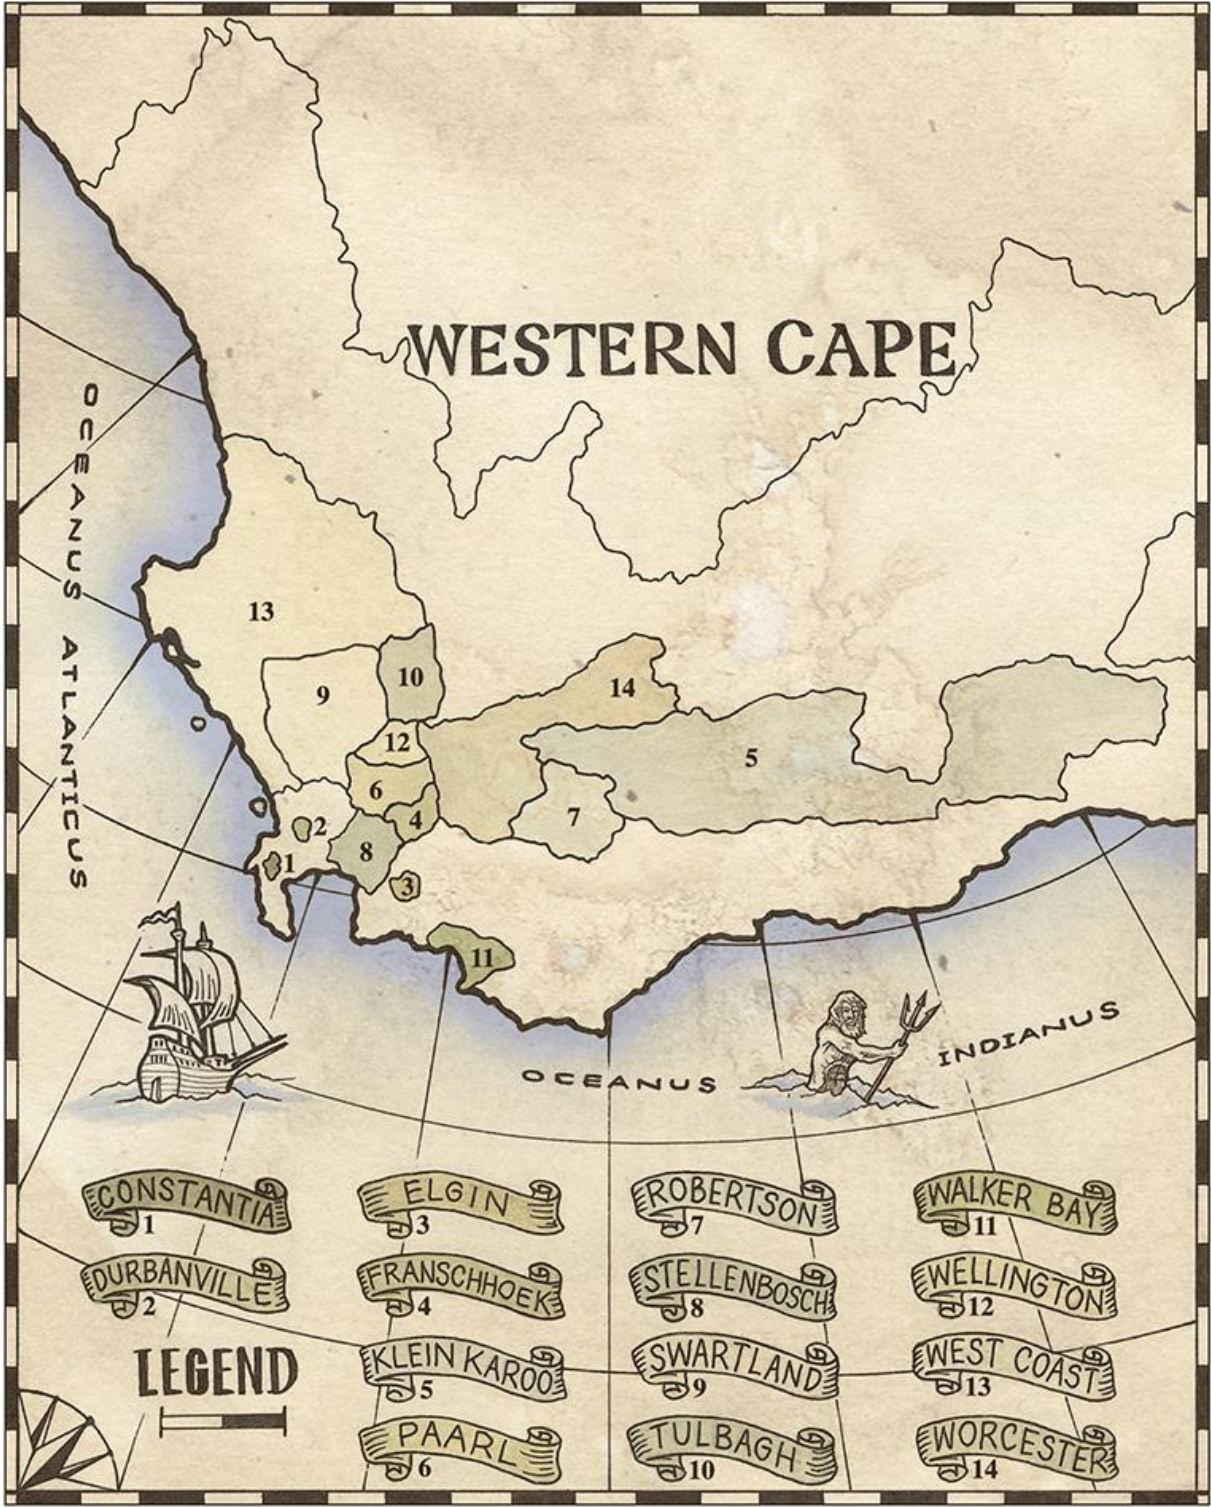 WESTERN CAPE
OCEANUS ATLANTICUS
13
10
9
14
12
5
6
4
7
2
8
1
3
11
INDIANUS
OCEANUS
CONSTANTIA
1
ELGIN
3
ROBERTSON
7
WALKER BAY
11
DURBANVILLE
2
FRANSCHHOEK
4
STELLENBOSCH
8
WELLINGTON
12
LEGEND
KLEIN KAROO
5
SWARTLAND
9
WEST COAST
13
PAARL
6
TULBAGH
10
WORCESTER
14